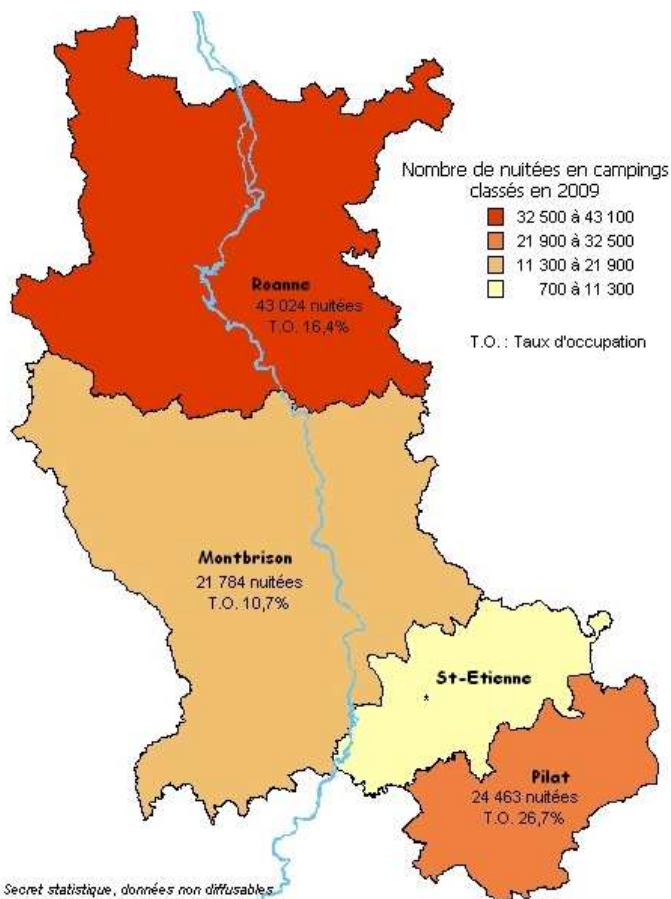 Nombre de nuitées en campings
classés en 2009
32 500 à 43 100
21 900 à 32 500
11 300 à 21 900
700 à 11 300
T.O. : Taux d'occupation
Roanne
43 024 nuitées
T.O. 16,4%
Montbrison
21 784 nuitées
T.O. 10,7%
St-Etienne
*
Pilat
24 463 nuitées
T.O. 26,7%
Secret statistique, données non diffusables